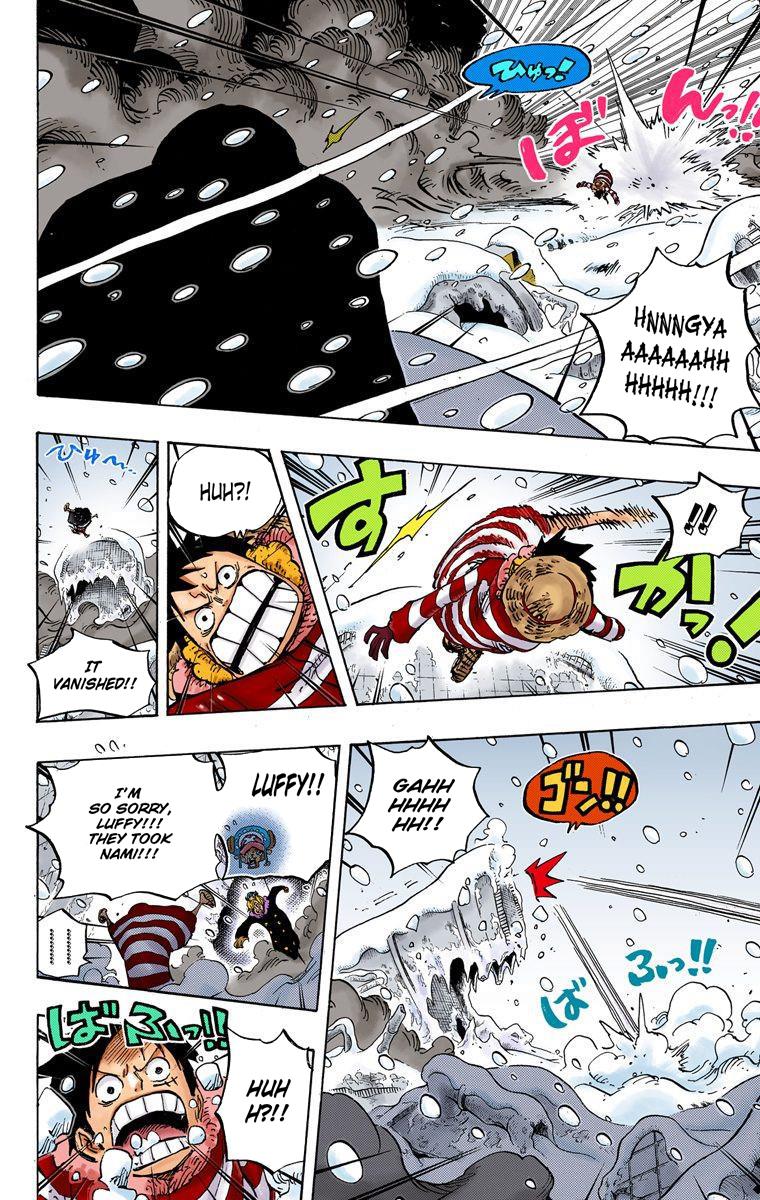 ひゅっ!
ぼんっ!!
HNNNGYA
AAAAAAHH
HHHHH!!!
!!
すかっ!
HUH?!
ひゅ〜
IT
VANISHED!!
GAHH
HHHH
HH!!
ゴン!!
ばふっ!!
LUFFY!!
I'M
SO SORRY,
LUFFY!!!
THEY TOOK
NAMI!!!
ばふっ!!
HUH
H?!!